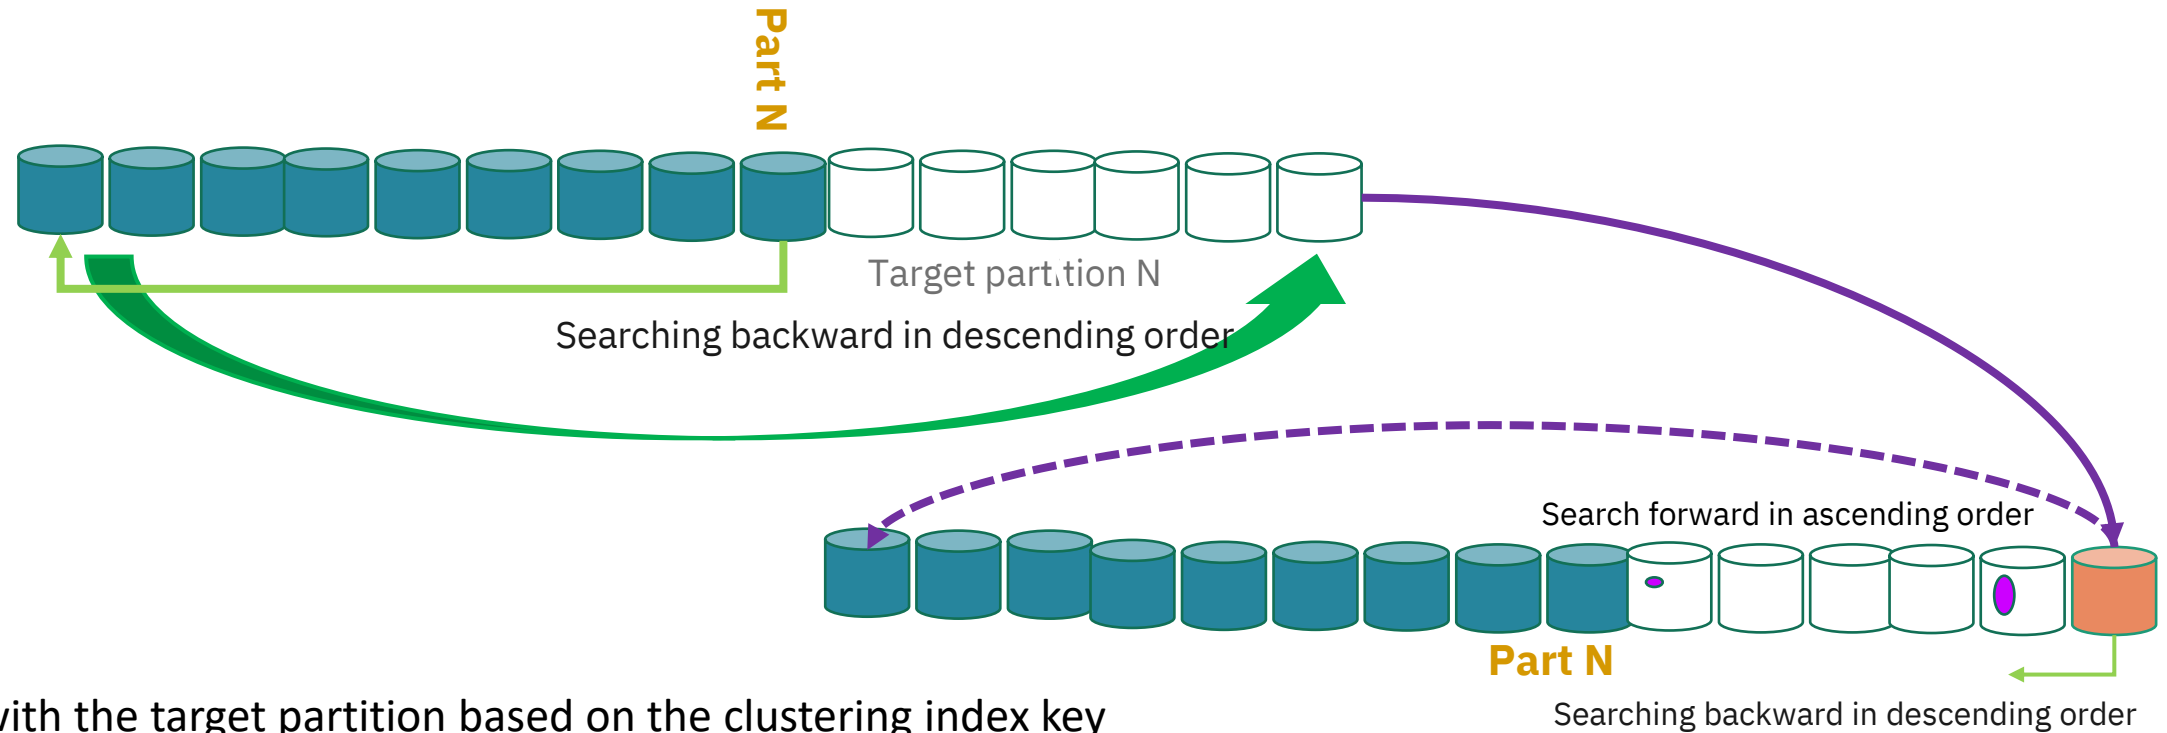 Part N
Target partition N
Searching backward in descending order
Search forward in ascending order
Part N
Searching backward in descending order
with the target partition based on the clustering index key